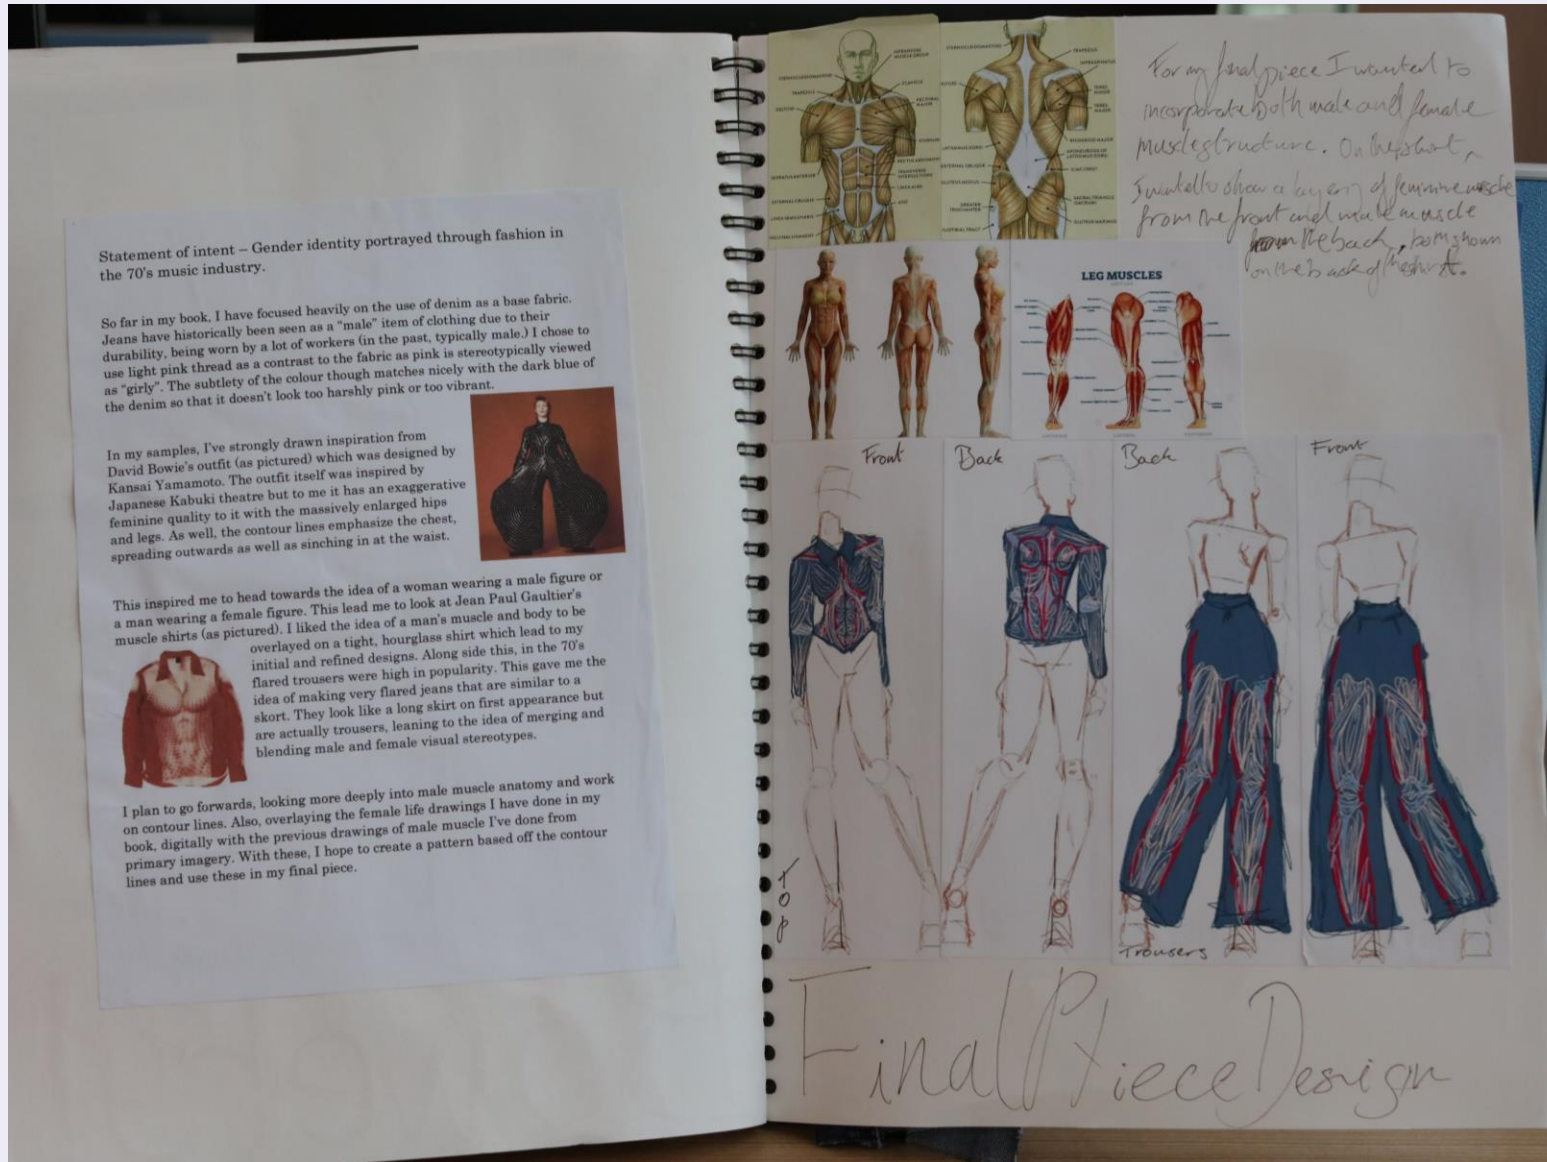 Statement of intent – Gender identity portrayed through fashion in
the 70's music industry.
So far in my book, I have focused heavily on the use of denim as a base fabric.
Jeans have historically been seen as a “male” item of clothing due to their
durability, being worn by a lot of workers (in the past, typically male.) I chose to
use light pink thread as a contrast to the fabric as pink is stereotypically viewed
as “girly”. The subtlety of the colour though matches nicely with the dark blue of
the denim so that it doesn't look too harshly pink or too vibrant.
In my samples, I've strongly drawn inspiration from
David Bowie's outfit (as pictured) which was designed by
Kansai Yamamoto. The outfit itself was inspired by
Japanese Kabuki theatre but to me it has an exaggerative
feminine quality to it with the massively enlarged hips
and legs. As well, the contour lines emphasize the chest,
spreading outwards as well as sinching in at the waist.
This inspired me to head towards the idea of a woman wearing a male figure or
a man wearing a female figure. This lead me to look at Jean Paul Gaultier's
muscle shirts (as pictured). I liked the idea of a man's muscle and body to be
overlayed on a tight, hourglass shirt which lead to my
initial and refined designs. Along side this, in the 70's
flared trousers were high in popularity. This gave me the
idea of making very flared jeans that are similar to a
skort. They look like a long skirt on first appearance but
are actually trousers, leaning to the idea of merging and
blending male and female visual stereotypes.
I plan to go forwards, looking more deeply into male muscle anatomy and work
on contour lines. Also, overlaying the female life drawings I have done in my
book, digitally with the previous drawings of male muscle I've done from
primary imagery. With these, I hope to create a pattern based off the contour
lines and use these in my final piece.
For my final piece I wanted to
incorporate both male and female
muscle structure. On the shirt,
I wanted to show a layering of feminine muscle
from the front and male muscle
from the back, both shown
on the back of the shirt.
LEG MUSCLES
Front
Back
Back
Front
Top
Trousers
Final Piece Design